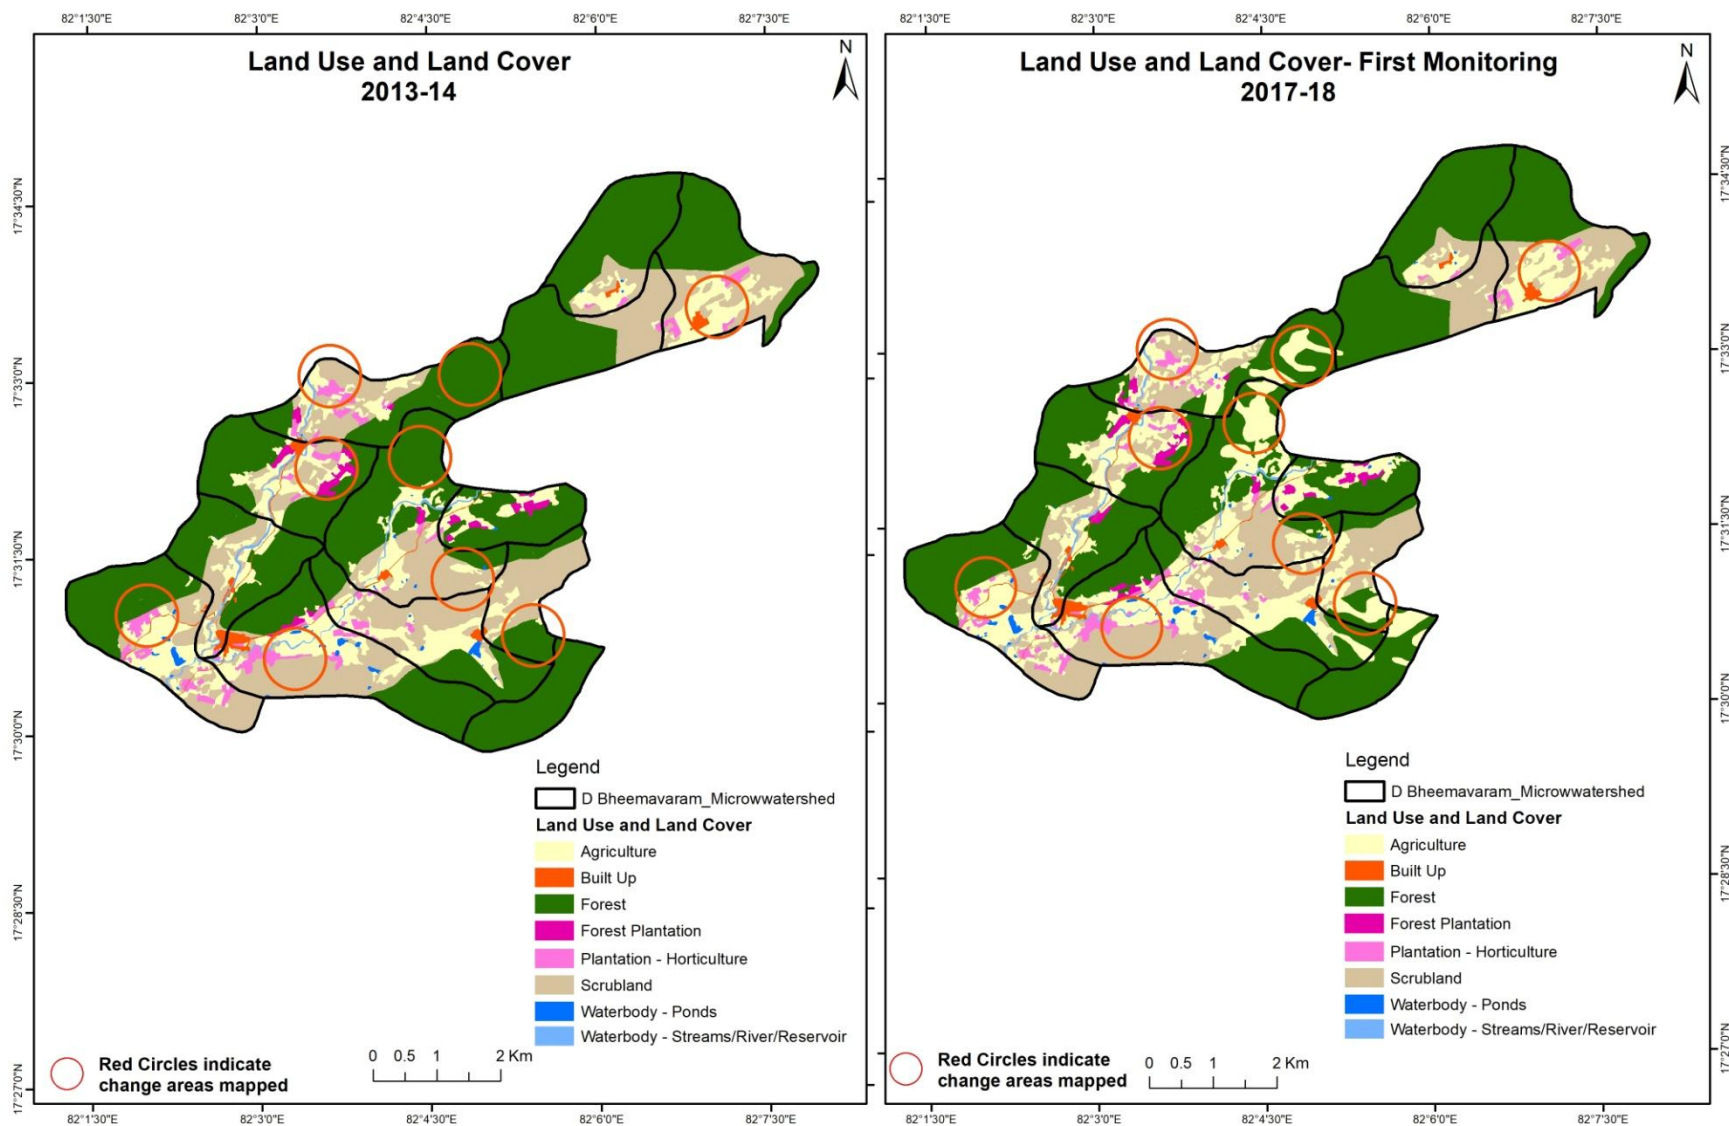 82°1'30"E 82°3'0"E 82°4'30"E 82°6'0"E 82°7'30"E
Land Use and Land Cover
2013-14
N
17°34'30"N
17°33'0"N
17°31'30"N
17°30'0"N
17°28'30"N
17°27'0"N
Legend
D Bheemavaram_Microwwatershed
Land Use and Land Cover
Agriculture
Built Up
Forest
Forest Plantation
Plantation - Horticulture
Scrubland
Waterbody - Ponds
Waterbody - Streams/River/Reservoir
Red Circles indicate
change areas mapped
0 0.5 1 2 Km
82°1'30"E 82°3'0"E 82°4'30"E 82°6'0"E 82°7'30"E
82°1'30"E 82°3'0"E 82°4'30"E 82°6'0"E 82°7'30"E
Land Use and Land Cover- First Monitoring
2017-18
N
17°34'30"N
17°33'0"N
17°31'30"N
17°30'0"N
17°28'30"N
17°27'0"N
Legend
D Bheemavaram_Microwwatershed
Land Use and Land Cover
Agriculture
Built Up
Forest
Forest Plantation
Plantation - Horticulture
Scrubland
Waterbody - Ponds
Waterbody - Streams/River/Reservoir
Red Circles indicate
change areas mapped
0 0.5 1 2 Km
82°1'30"E 82°3'0"E 82°4'30"E 82°6'0"E 82°7'30"E